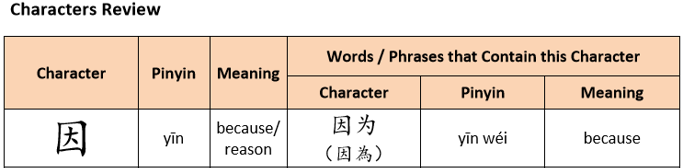 Characters Review
Character Pinyin Meaning Words / Phrases that Contain this Character
Character Pinyin Meaning
因 yīn because/ reason 因为 (因為) yīn wéi because